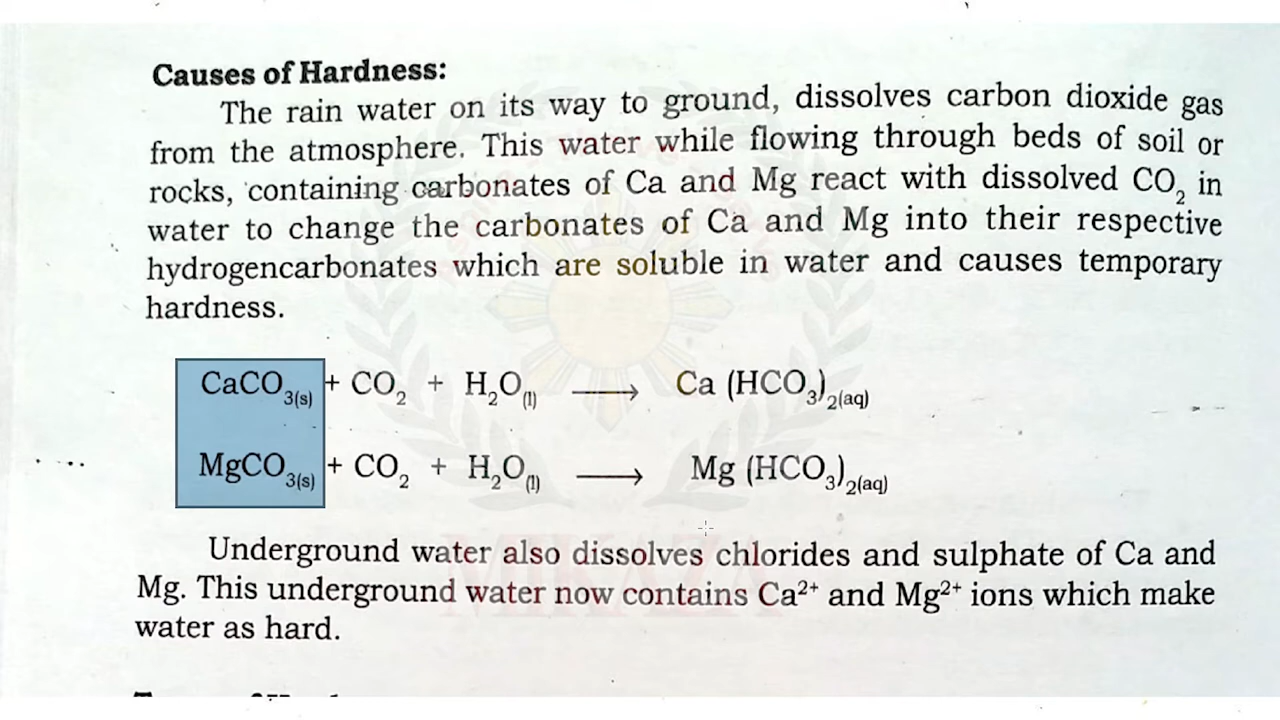 Causes of Hardness:
The rain water on its way to ground, dissolves carbon dioxide gas
from the atmosphere. This water while flowing through beds of soil or
rocks, containing carbonates of Ca and Mg react with dissolved CO₂ in
water to change the carbonates of Ca and Mg into their respective
hydrogencarbonates which are soluble in water and causes temporary
hardness.
CaCO₃(s) + CO₂ + H₂O(l) ⟶ Ca (HCO₃)₂(aq)
MgCO₃(s) + CO₂ + H₂O(l) ⟶ Mg (HCO₃)₂(aq)
Underground water also dissolves chlorides and sulphate of Ca and
Mg. This underground water now contains Ca²⁺ and Mg²⁺ ions which make
water as hard.
MIKAZA